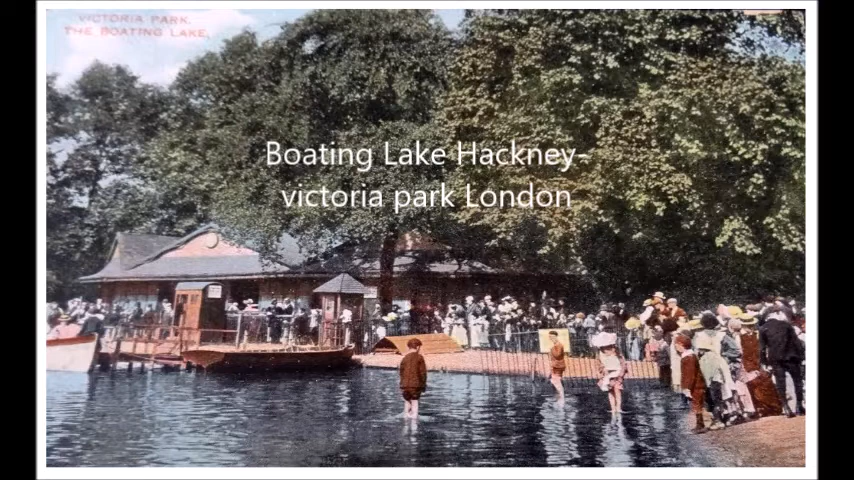 VICTORIA PARK.
THE BOATING LAKE,
Boating Lake Hackney-
victoria park London